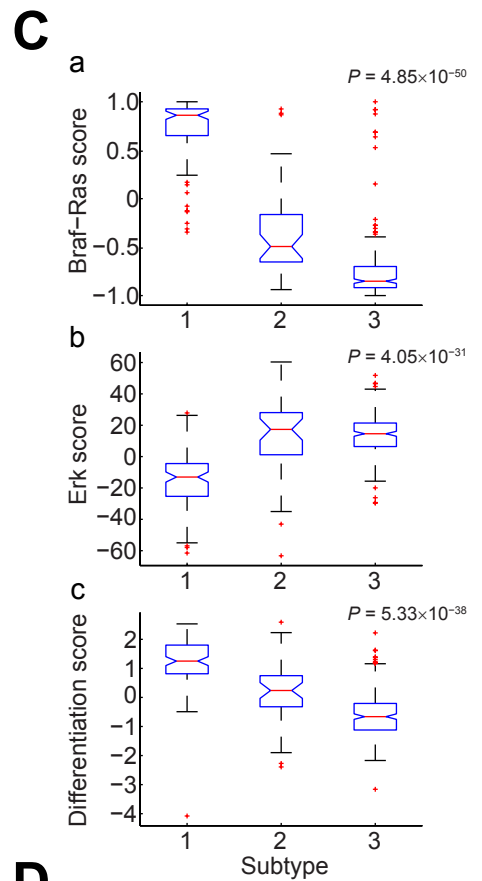 C
a
P = 4.85×10⁻⁵⁰
Braf−Ras score
1.0
0.5
0
−0.5
−1.0
1 2 3
b
P = 4.05×10⁻³¹
Erk score
60
40
20
0
−20
−40
−60
1 2 3
c
P = 5.33×10⁻³⁸
Differentiation score
2
1
0
−1
−2
−3
−4
1 2 3
Subtype